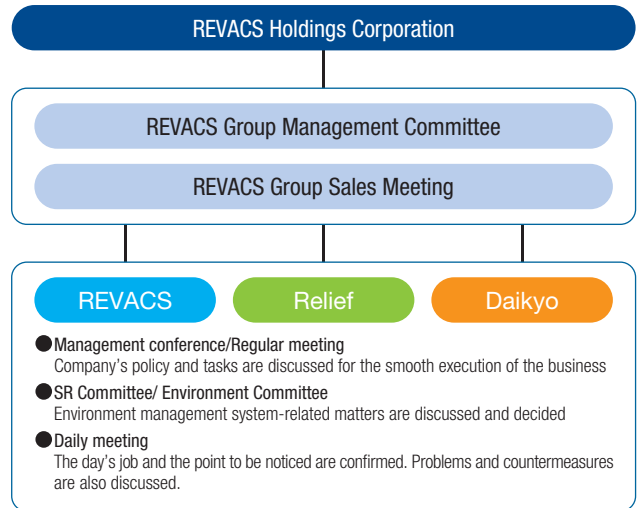 REVACS Holdings Corporation
REVACS Group Management Committee
REVACS Group Sales Meeting
REVACS
Relief
Daikyo
●Management conference/Regular meeting
Company's policy and tasks are discussed for the smooth execution of the business
●SR Committee/ Environment Committee
Environment management system-related matters are discussed and decided
●Daily meeting
The day's job and the point to be noticed are confirmed. Problems and countermeasures
are also discussed.